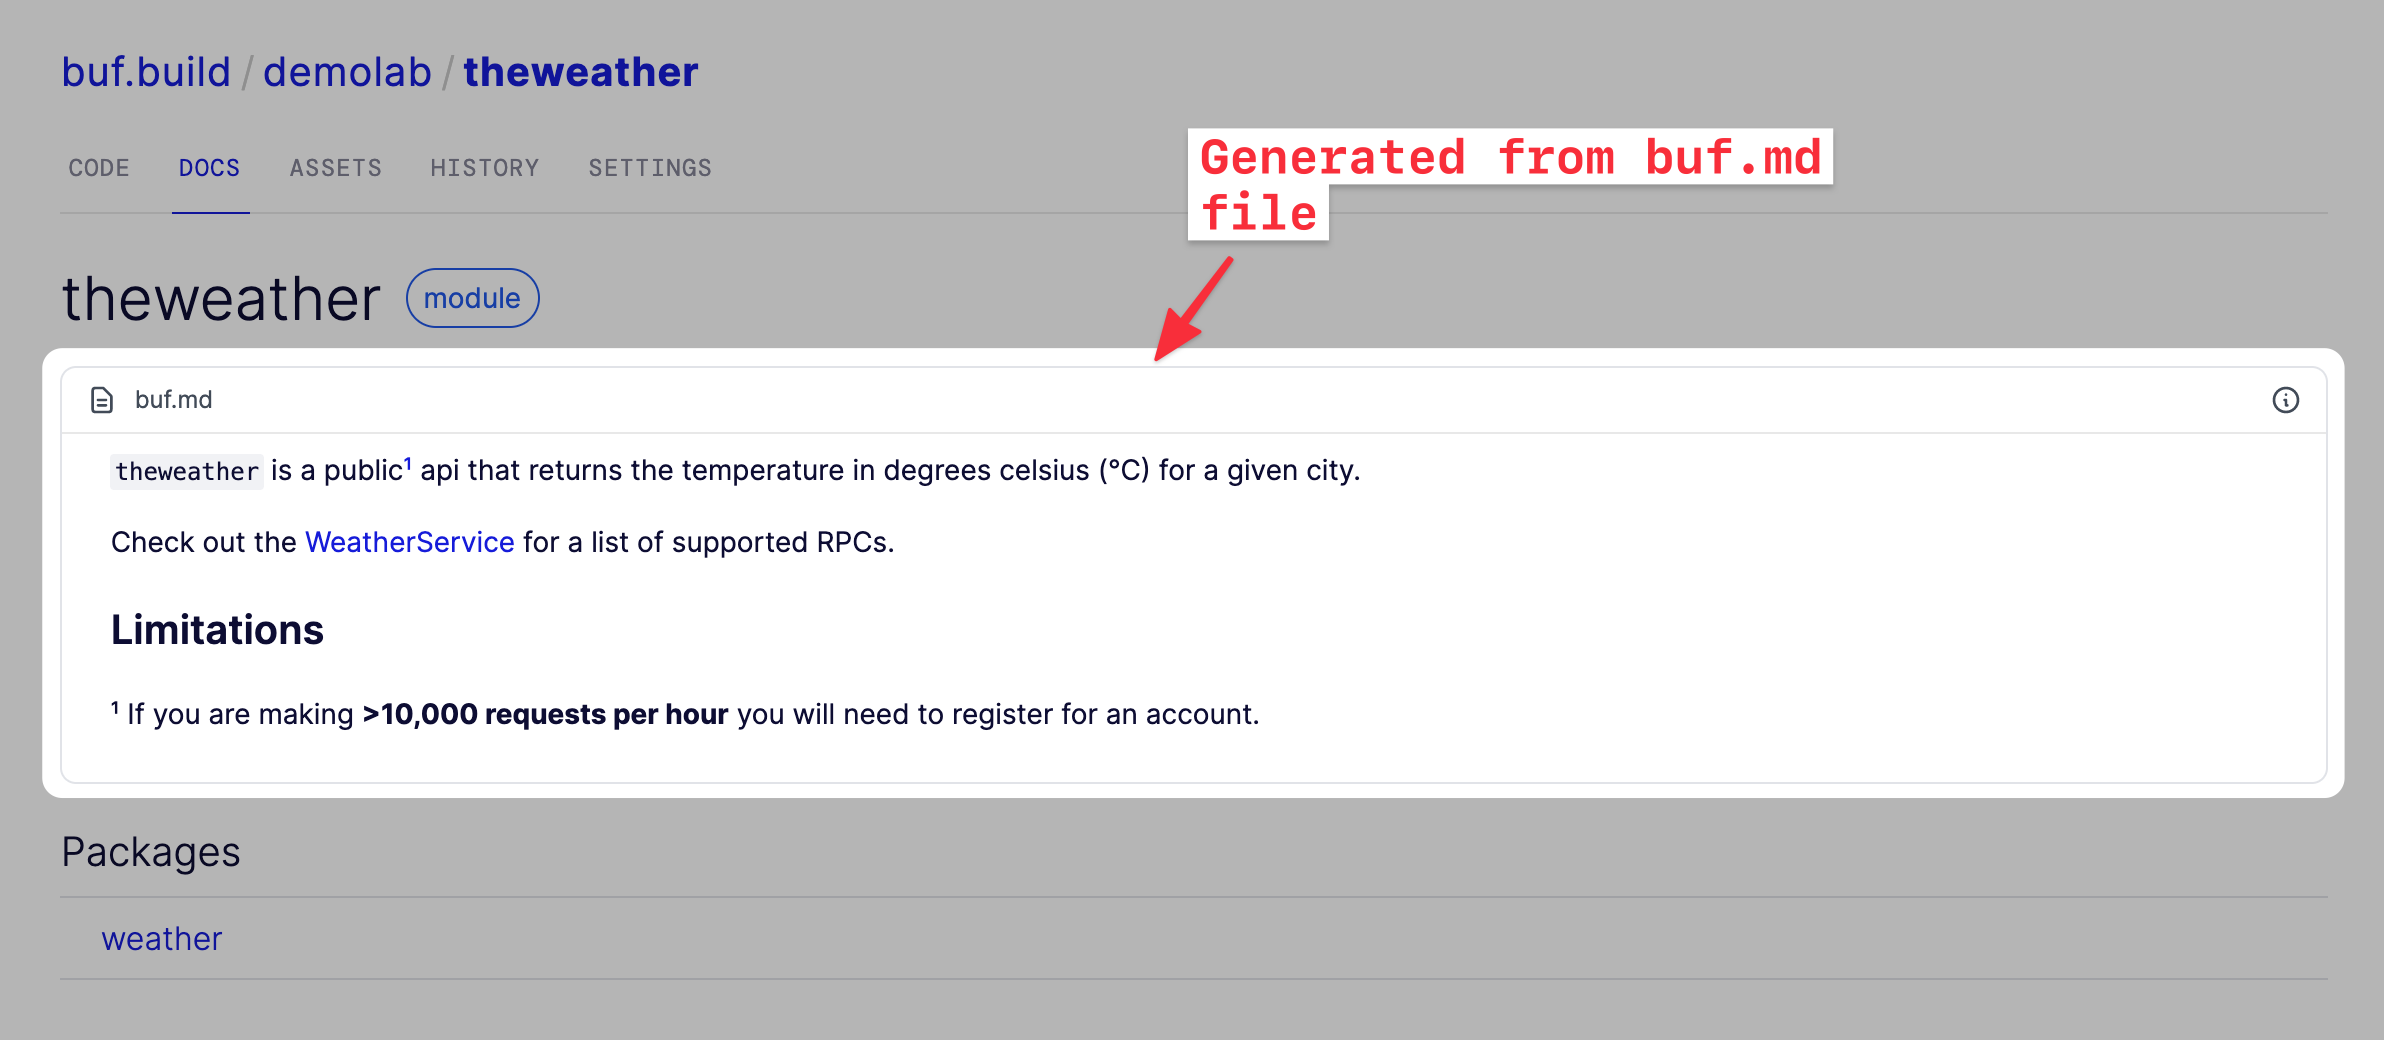 buf.build / demolab / theweather
CODE DOCS ASSETS HISTORY SETTINGS
Generated from buf.md
file
theweather module
buf.md
theweather is a public¹ api that returns the temperature in degrees celsius (°C) for a given city.
Check out the WeatherService for a list of supported RPCs.
Limitations
¹ If you are making >10,000 requests per hour you will need to register for an account.
Packages
weather